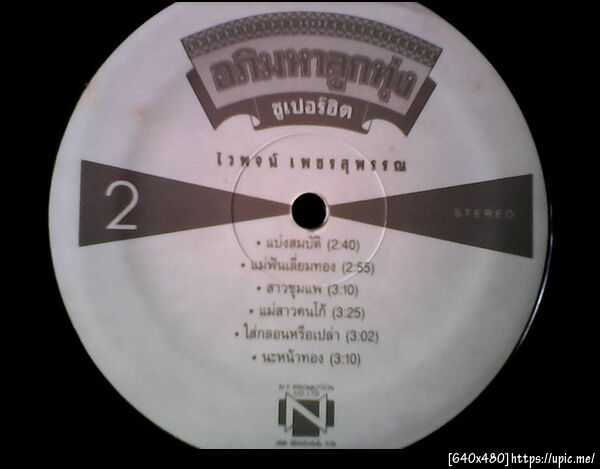 อภิมหาลูกทุ่ง
ซูเปอร์ฮิต
ไวพจน์ เพชรสุพรรณ
2
STEREO
• แบ่งสมบัติ (2:40)
• แม่ฟันเลี่ยมทอง (2:55)
• สาวชุมแพ (3:10)
• แม่สาวคนโก้ (3:25)
• ใส่กลอนหรือเปล่า (3:02)
• นะหน้าทอง (3:10)
N.Y. PROMOTION
CO.,LTD.
N
[640x480]https://upic.me/